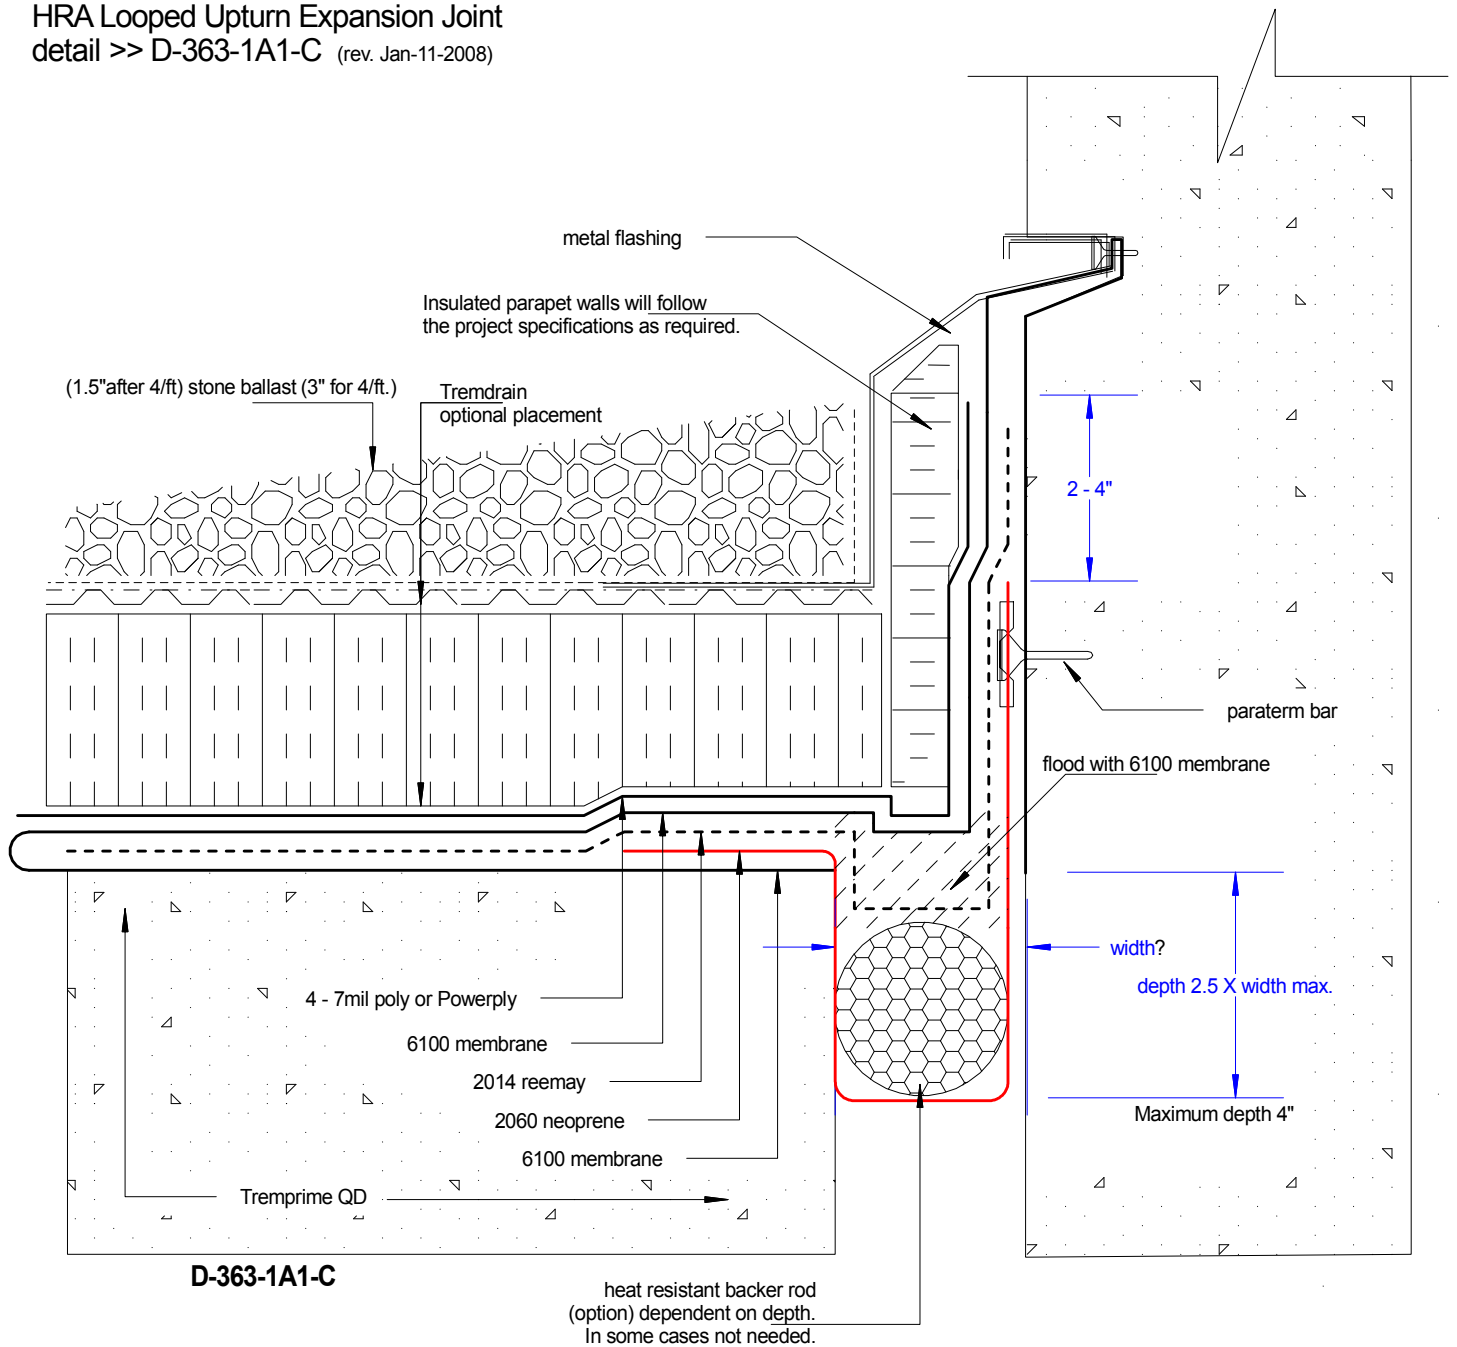 HRA Looped Upturn Expansion Joint
detail >> D-363-1A1-C (rev. Jan-11-2008)
metal flashing
Insulated parapet walls will follow
the project specifications as required.
(1.5"after 4/ft) stone ballast (3" for 4/ft.)
Tremdrain
optional placement
2 - 4"
paraterm bar
flood with 6100 membrane
width?
depth 2.5 X width max.
4 - 7mil poly or Powerply
6100 membrane
2014 reemay
2060 neoprene
Maximum depth 4"
6100 membrane
Tremprime QD
D-363-1A1-C
heat resistant backer rod
(option) dependent on depth.
In some cases not needed.